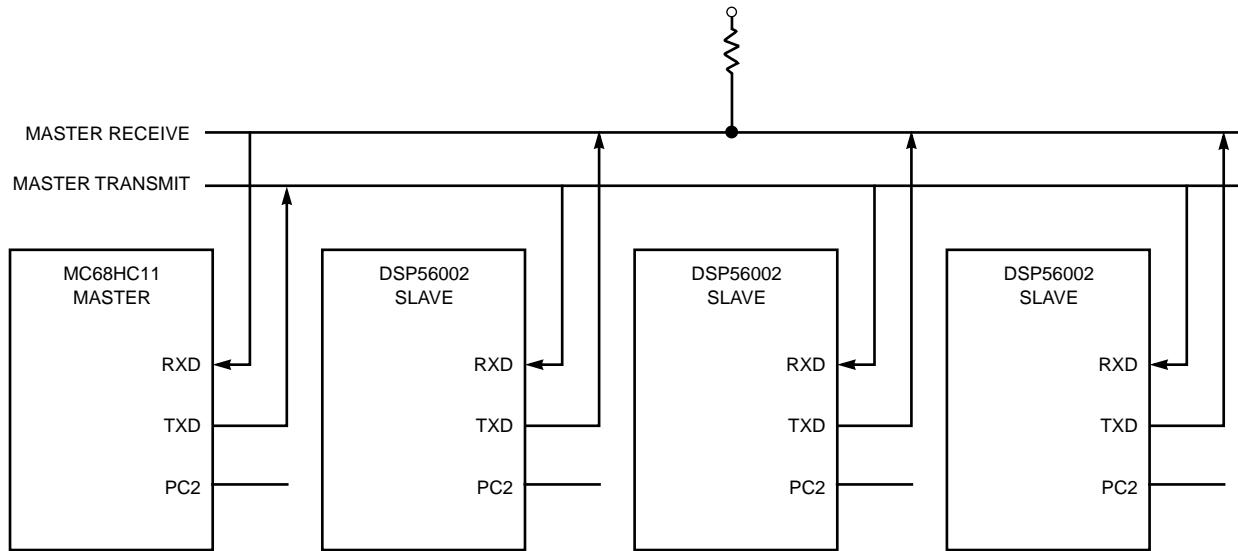 MASTER RECEIVE
MASTER TRANSMIT
MC68HC11
MASTER
RXD
TXD
PC2
DSP56002
SLAVE
RXD
TXD
PC2
DSP56002
SLAVE
RXD
TXD
PC2
DSP56002
SLAVE
RXD
TXD
PC2